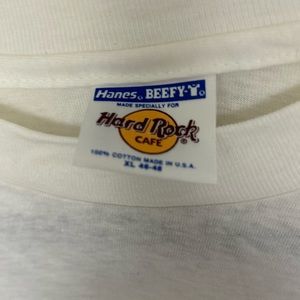 Hanes BEEFY-T®
MADE SPECIALLY FOR
Hard Rock
CAFE
100% COTTON MADE IN U.S.A.
XL 46-48